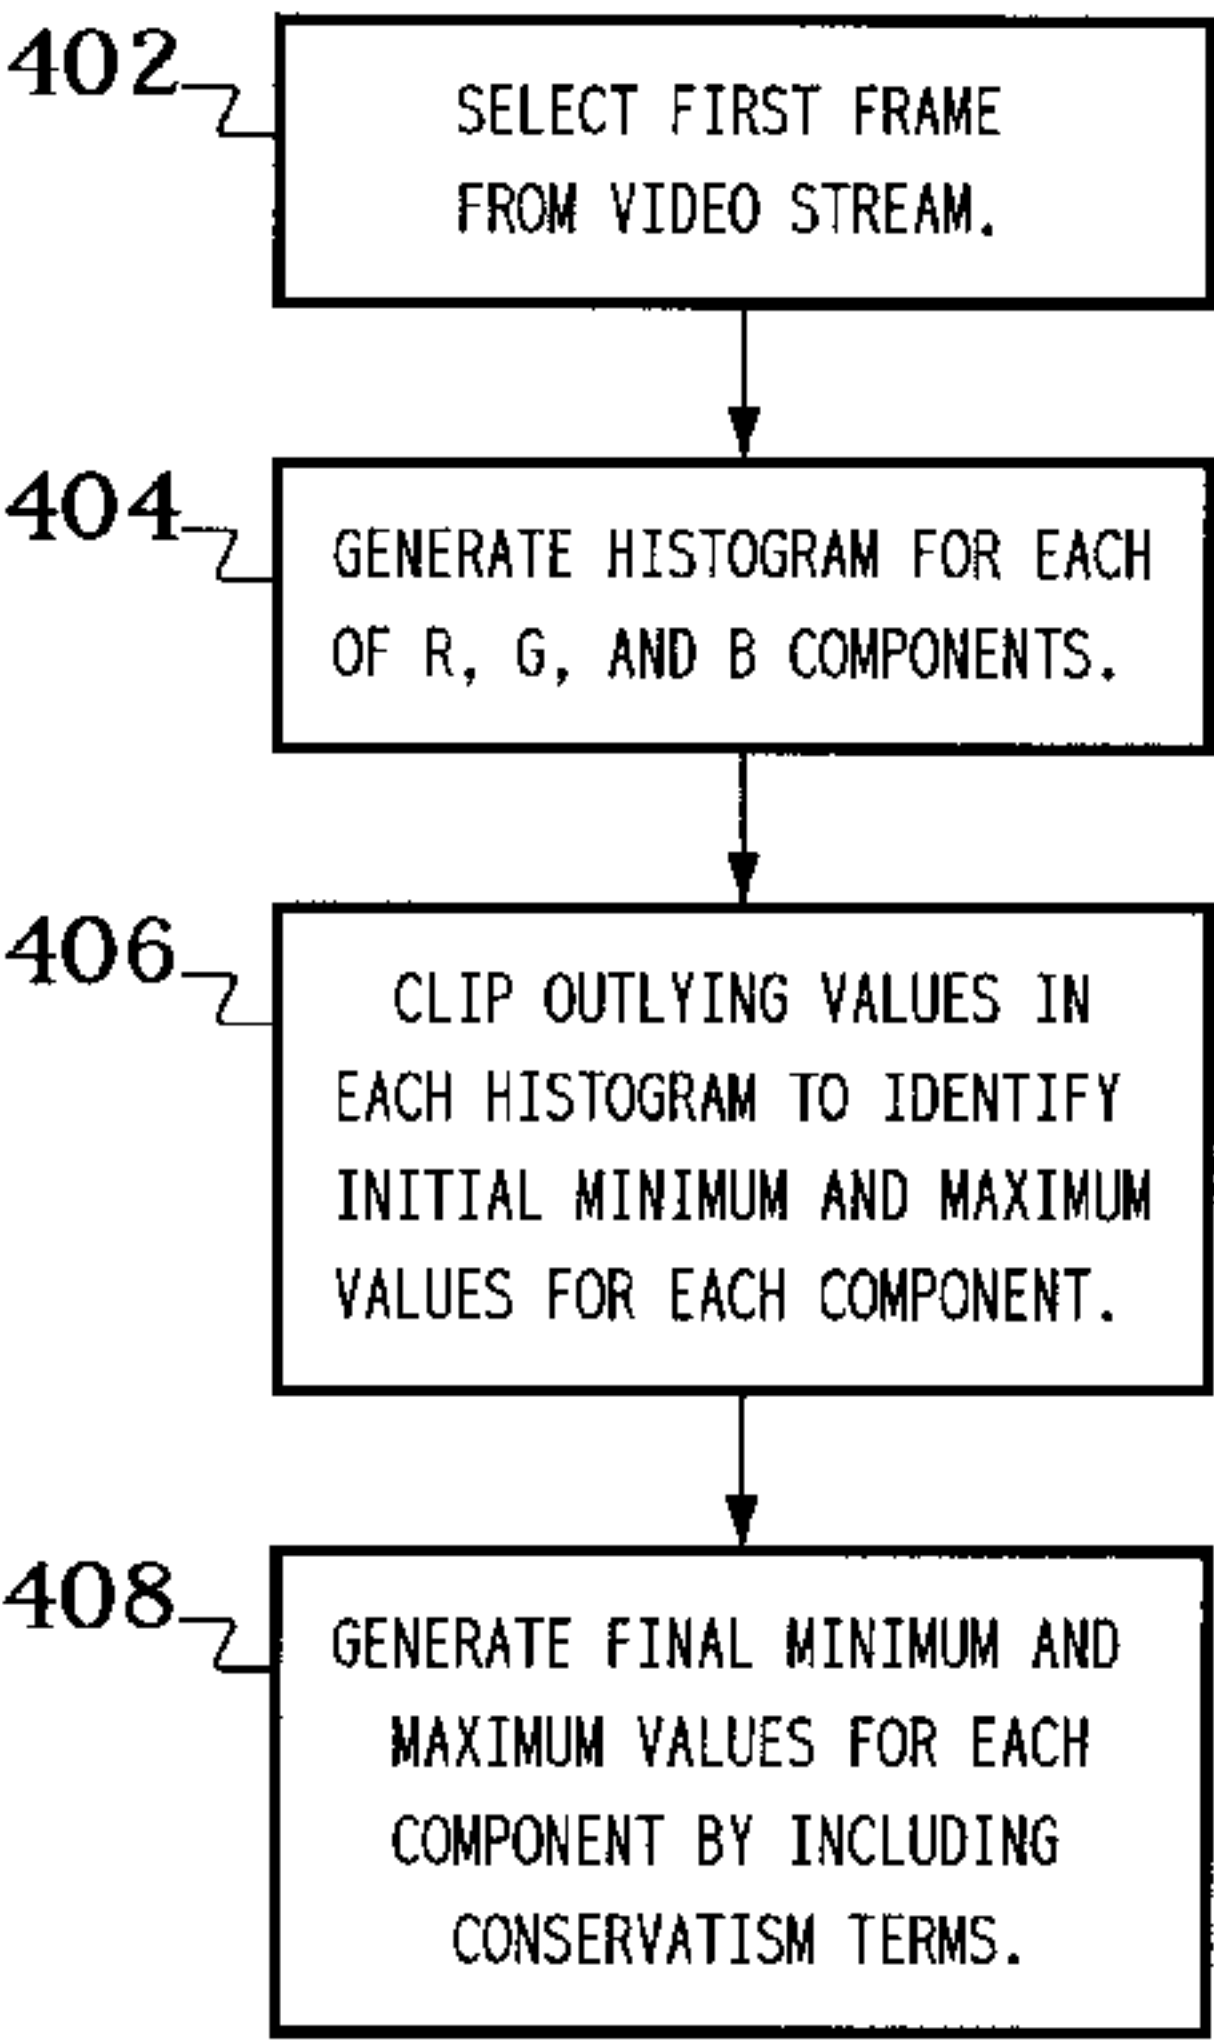 402
SELECT FIRST FRAME
FROM VIDEO STREAM.
404
GENERATE HISTOGRAM FOR EACH
OF R, G, AND B COMPONENTS.
406
CLIP OUTLYING VALUES IN
EACH HISTOGRAM TO IDENTIFY
INITIAL MINIMUM AND MAXIMUM
VALUES FOR EACH COMPONENT.
408
GENERATE FINAL MINIMUM AND
MAXIMUM VALUES FOR EACH
COMPONENT BY INCLUDING
CONSERVATISM TERMS.